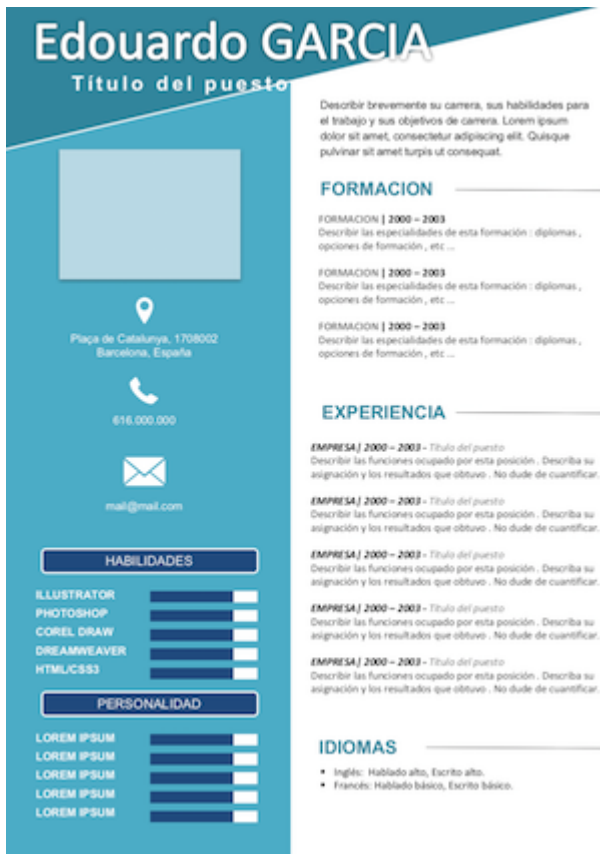 Edouardo GARCIA
Título del puesto
Plaça de Catalunya, 1708002
Barcelona, España
616.000.000
mail@mail.com
HABILIDADES
ILLUSTRATOR
PHOTOSHOP
COREL DRAW
DREAMWEAVER
HTML/CSS3
PERSONALIDAD
LOREM IPSUM
LOREM IPSUM
LOREM IPSUM
LOREM IPSUM
LOREM IPSUM
Describir brevemente su carrera, sus habilidades para
el trabajo y sus objetivos de carrera. Lorem ipsum
dolor sit amet, consectetur adipiscing elit. Quisque
pulvinar sit amet turpis ut consequat.
FORMACION
FORMACION | 2000 – 2003
Describir las especialidades de esta formación : diplomas ,
opciones de formación , etc ...
FORMACION | 2000 – 2003
Describir las especialidades de esta formación : diplomas ,
opciones de formación , etc ...
FORMACION | 2000 – 2003
Describir las especialidades de esta formación : diplomas ,
opciones de formación , etc ...
EXPERIENCIA
EMPRESA| 2000 – 2003 - Título del puesto
Describir las funciones ocupado por esta posición . Describa su
asignación y los resultados que obtuvo . No dude de cuantificar.
EMPRESA| 2000 – 2003 - Título del puesto
Describir las funciones ocupado por esta posición . Describa su
asignación y los resultados que obtuvo . No dude de cuantificar.
EMPRESA| 2000 – 2003 - Título del puesto
Describir las funciones ocupado por esta posición . Describa su
asignación y los resultados que obtuvo . No dude de cuantificar.
EMPRESA| 2000 – 2003 - Título del puesto
Describir las funciones ocupado por esta posición . Describa su
asignación y los resultados que obtuvo . No dude de cuantificar.
EMPRESA| 2000 – 2003 - Título del puesto
Describir las funciones ocupado por esta posición . Describa su
asignación y los resultados que obtuvo . No dude de cuantificar.
IDIOMAS
▪ Inglés: Hablado alto, Escrito alto.
▪ Francés: Hablado básico, Escrito básico.